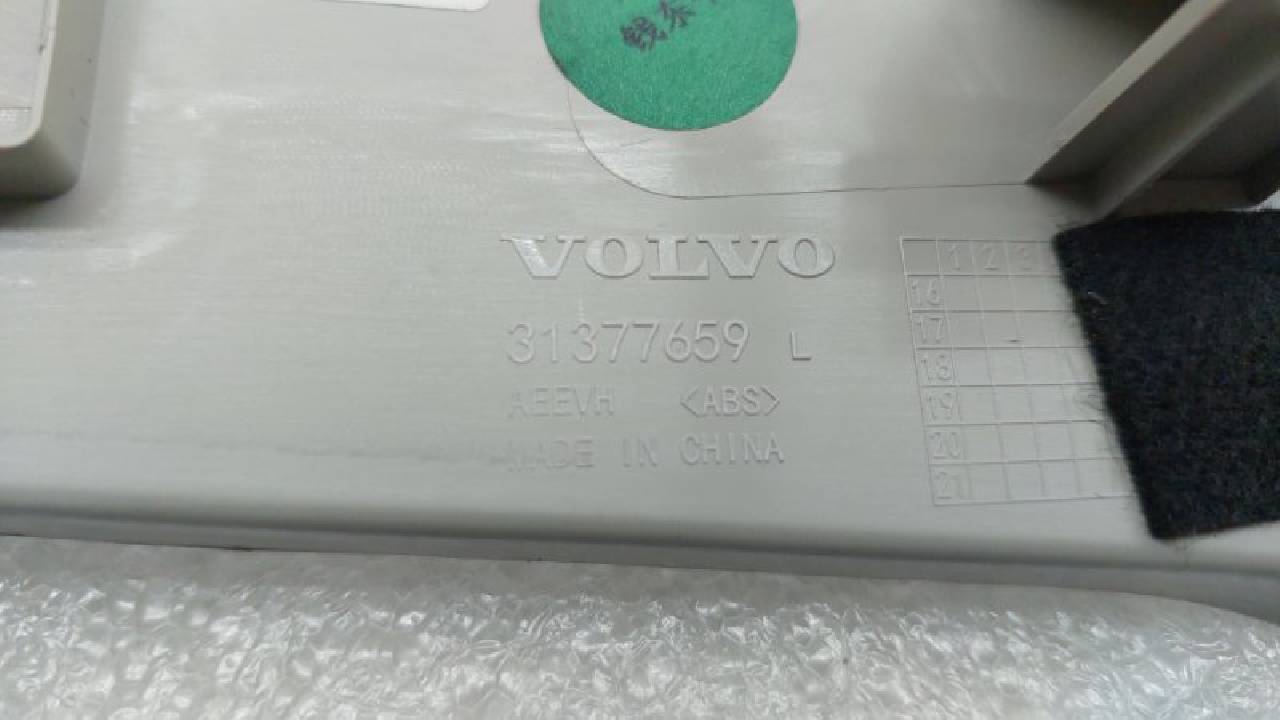 VOLVO
31377659 L
AEEVH <ABS>
MADE IN CHINA
1 2 3
16
17
18
19
20
21